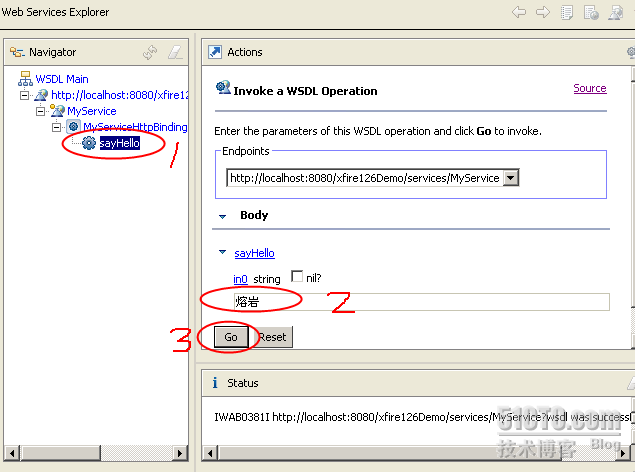 Web Services Explorer
Navigator
WSDL Main
http://localhost:8080/xfire12
MyService
MyServiceHttpBinding
sayHello
1
Actions
Invoke a WSDL Operation
Source
Enter the parameters of this WSDL operation and click Go to invoke.
Endpoints
http://localhost:8080/xfire126Demo/services/MyService
Body
sayHello
in0 string nil?
熔岩
2
3
Go
Reset
Status
IWAB0381I http://localhost:8080/xfire126Demo/services/MyService?wsdl was success
51CTO.com
技术博客 Blog